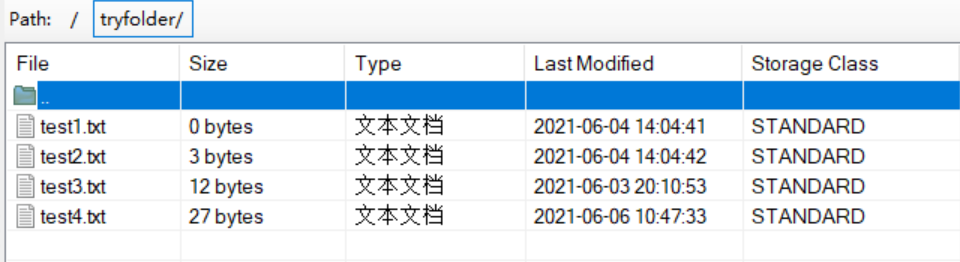 Path: / tryfolder/
File Size Type Last Modified Storage Class
..
test1.txt 0 bytes 文本文档 2021-06-04 14:04:41 STANDARD
test2.txt 3 bytes 文本文档 2021-06-04 14:04:42 STANDARD
test3.txt 12 bytes 文本文档 2021-06-03 20:10:53 STANDARD
test4.txt 27 bytes 文本文档 2021-06-06 10:47:33 STANDARD